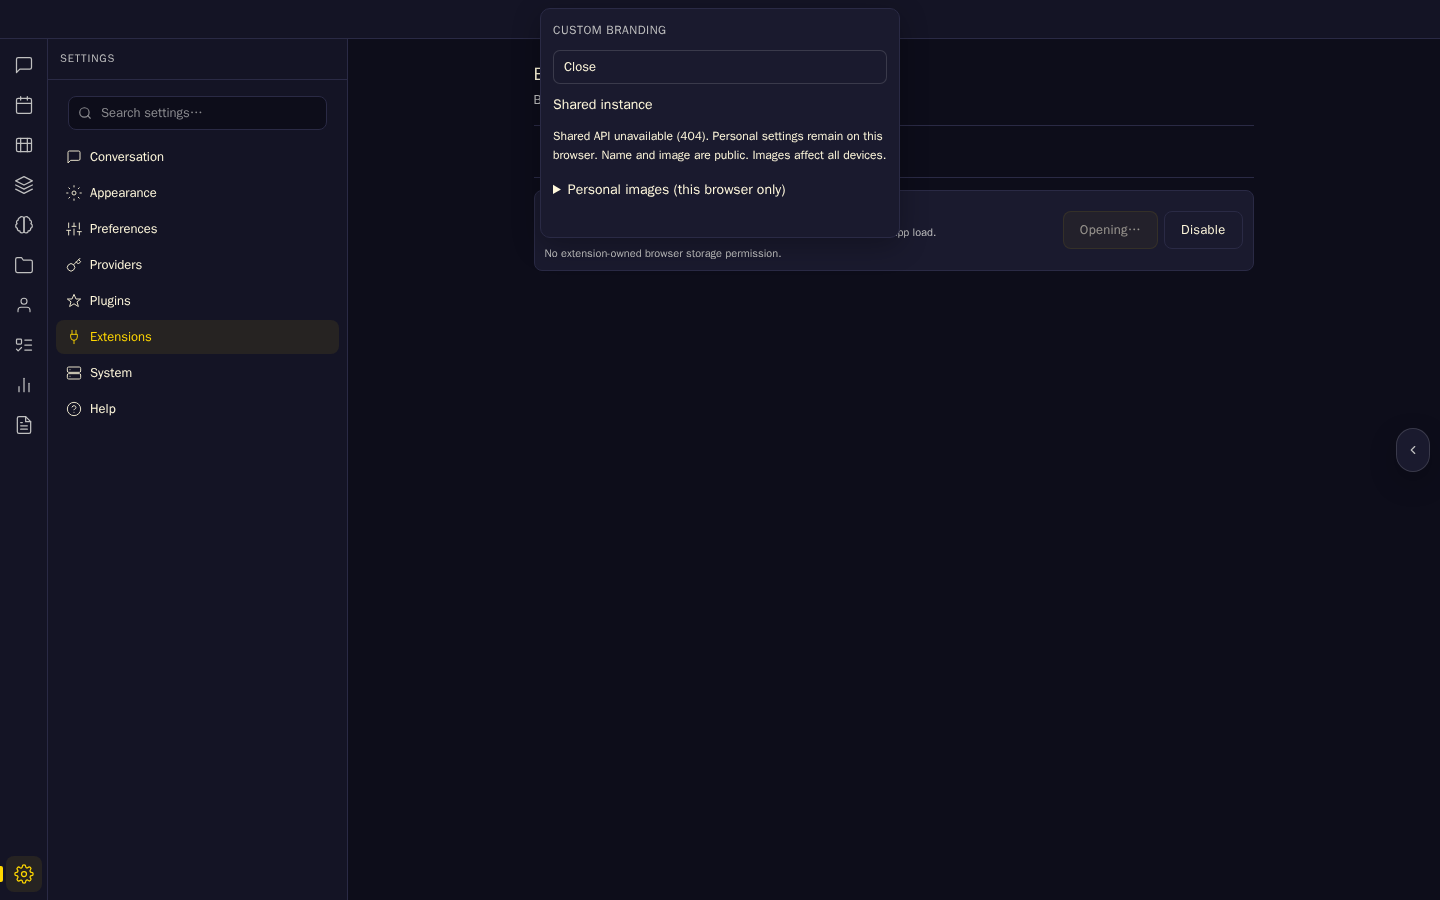 CUSTOM BRANDING
Close
Shared instance
Shared API unavailable (404). Personal settings remain on this
browser. Name and image are public. Images affect all devices.
▶ Personal images (this browser only)
SETTINGS
Search settings···
Conversation
Appearance
Preferences
Providers
Plugins
Extensions
System
Help
app load.
No extension-owned browser storage permission.
Opening···
Disable